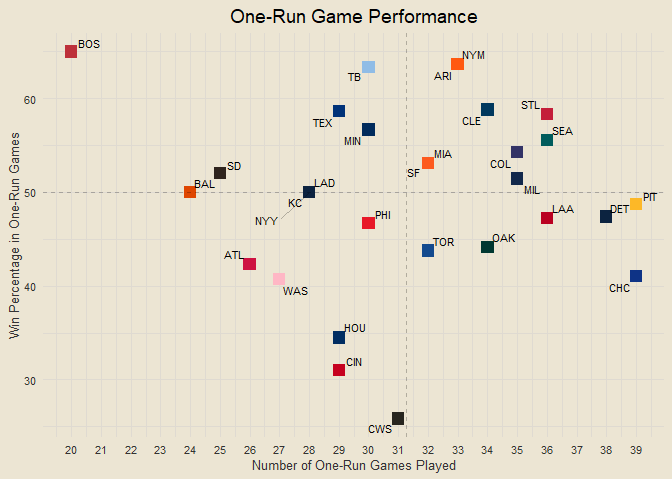 One-Run Game Performance
BOS
NYM
TB
ARI
60
STL
TEX
CLE
SEA
MIN
COL
MIA
SD
SF
BAL
LAD
MIL
50
KC
PIT
NYY
PHI
LAA
DET
TOR
OAK
ATL
40
WAS
CHC
HOU
CIN
30
CWS
20 21 22 23 24 25 26 27 28 29 30 31 32 33 34 35 36 37 38 39
Number of One-Run Games Played
Win Percentage in One-Run Games